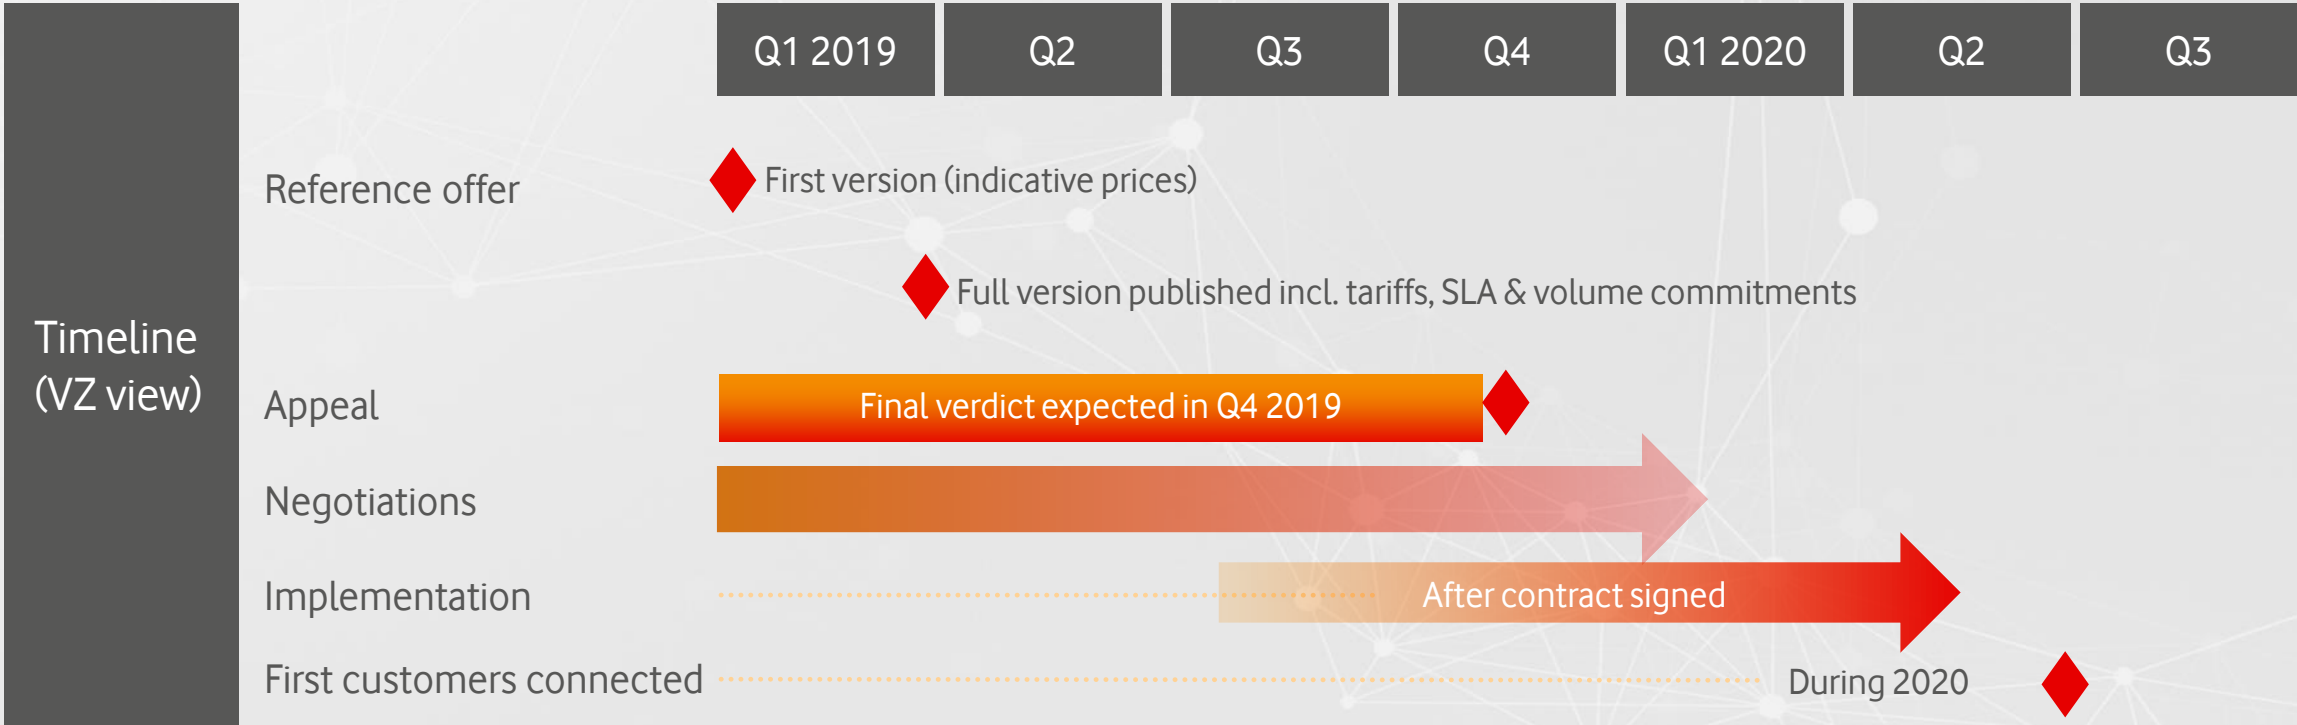 Q1 2019
Q2
Q3
Q4
Q1 2020
Q2
Q3
Timeline
(VZ view)
Reference offer
First version (indicative prices)
Full version published incl. tariffs, SLA & volume commitments
Appeal
Final verdict expected in Q4 2019
Negotiations
Implementation
After contract signed
First customers connected
During 2020